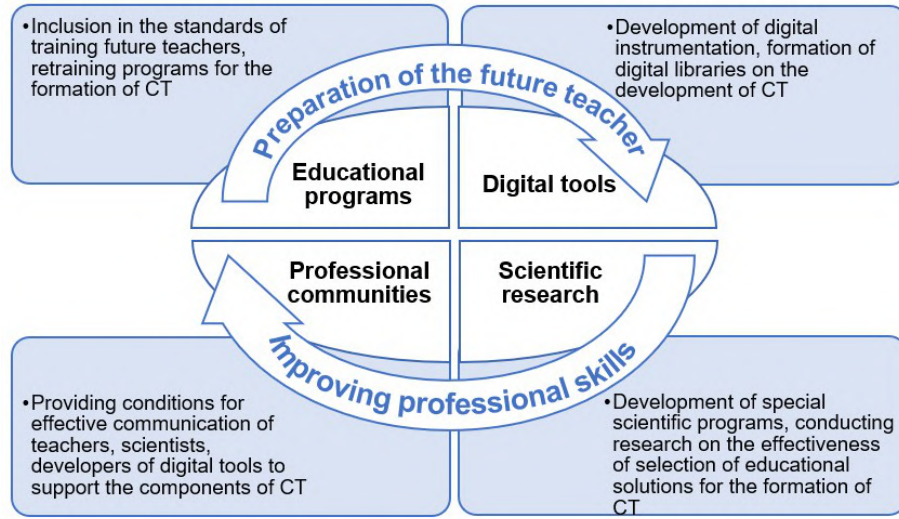 •Inclusion in the standards of
training future teachers,
retraining programs for the
formation of CT
•Development of digital
instrumentation, formation of
digital libraries on the
development of CT
Preparation of the future teacher
Educational
programs
Digital tools
Professional
communities
Scientific
research
Improving professional skills
•Providing conditions for
effective communication of
teachers, scientists,
developers of digital tools to
support the components of CT
•Development of special
scientific programs, conducting
research on the effectiveness
of selection of educational
solutions for the formation of
CT